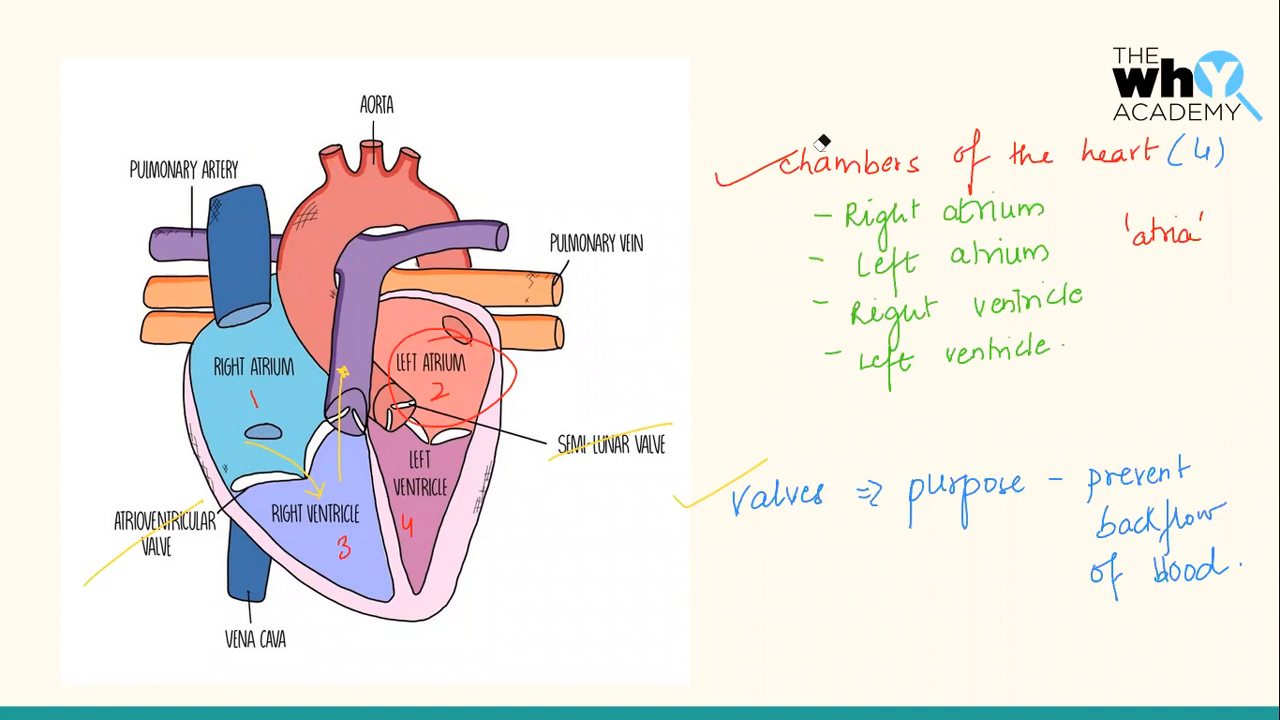 THE
whY
ACADEMY
AORTA
PULMONARY ARTERY
PULMONARY VEIN
RIGHT ATRIUM
1
LEFT ATRIUM
2
SEMI-LUNAR VALVE
LEFT
VENTRICLE
4
RIGHT VENTRICLE
3
ATRIOVENTRICULAR
VALVE
VENA CAVA
chambers of the heart (4)
- Right atrium
'atria'
- Left atrium
- Right ventricle
- Left ventricle.
valves => purpose - prevent
backflow
of blood.